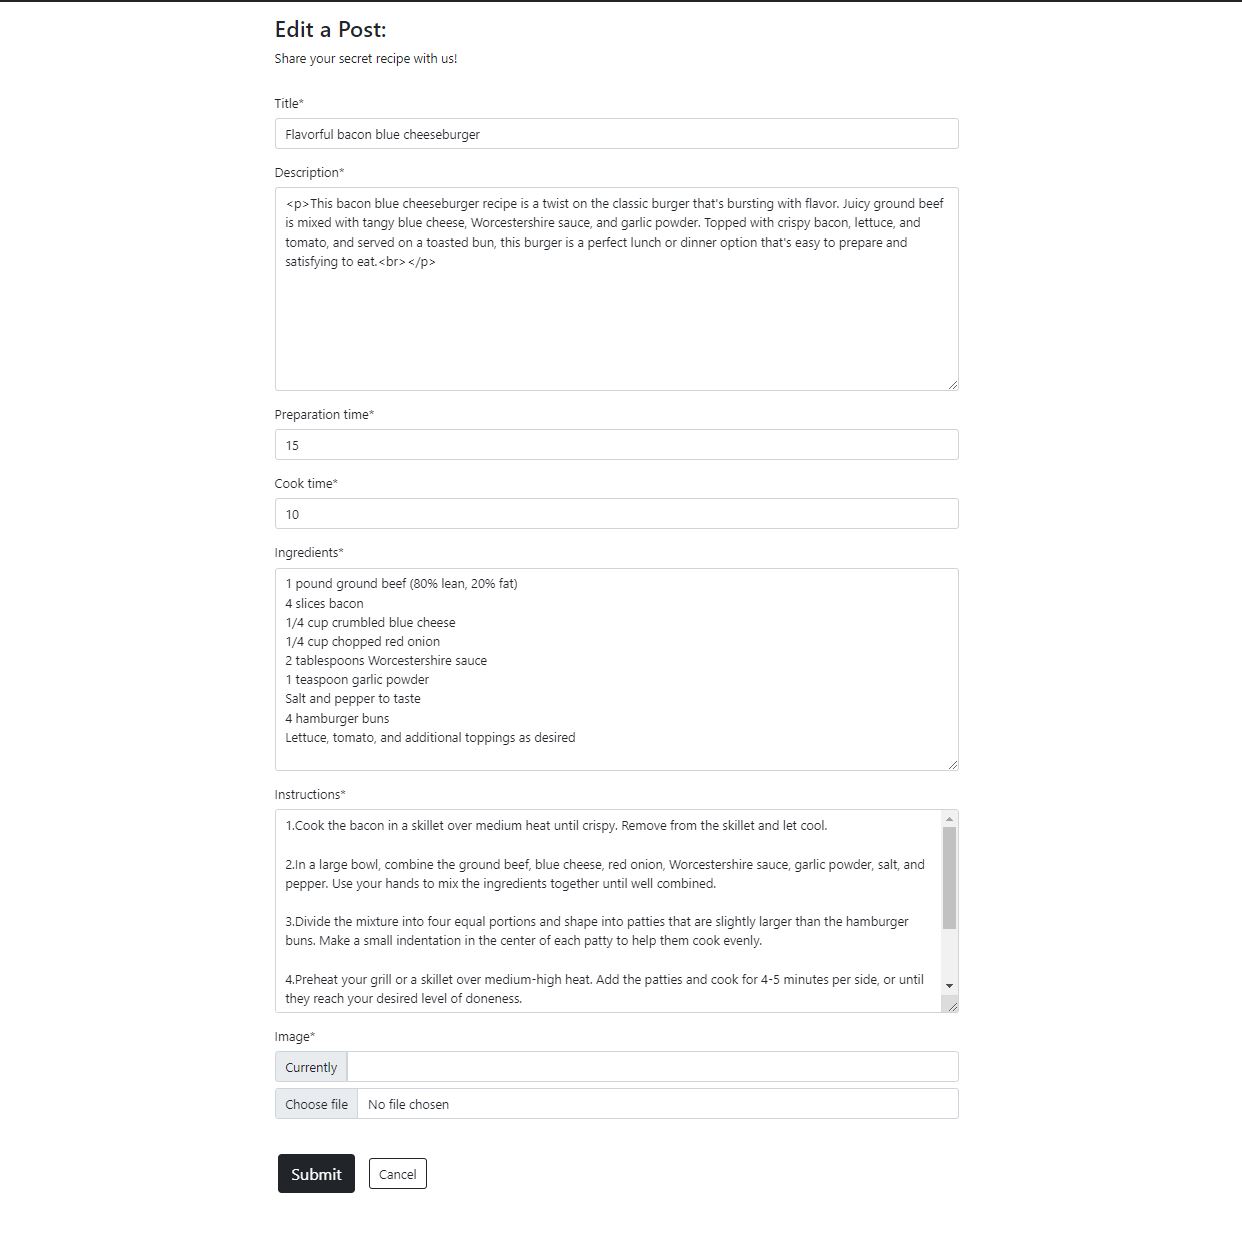 Edit a Post:
Share your secret recipe with us!
Title*
Flavorful bacon blue cheeseburger
Description*
<p>This bacon blue cheeseburger recipe is a twist on the classic burger that's bursting with flavor. Juicy ground beef
is mixed with tangy blue cheese, Worcestershire sauce, and garlic powder. Topped with crispy bacon, lettuce, and
tomato, and served on a toasted bun, this burger is a perfect lunch or dinner option that's easy to prepare and
satisfying to eat.<br></p>
Preparation time*
15
Cook time*
10
Ingredients*
1 pound ground beef (80% lean, 20% fat)
4 slices bacon
1/4 cup crumbled blue cheese
1/4 cup chopped red onion
2 tablespoons Worcestershire sauce
1 teaspoon garlic powder
Salt and pepper to taste
4 hamburger buns
Lettuce, tomato, and additional toppings as desired
Instructions*
1.Cook the bacon in a skillet over medium heat until crispy. Remove from the skillet and let cool.
2.In a large bowl, combine the ground beef, blue cheese, red onion, Worcestershire sauce, garlic powder, salt, and
pepper. Use your hands to mix the ingredients together until well combined.
3.Divide the mixture into four equal portions and shape into patties that are slightly larger than the hamburger
buns. Make a small indentation in the center of each patty to help them cook evenly.
4.Preheat your grill or a skillet over medium-high heat. Add the patties and cook for 4-5 minutes per side, or until
they reach your desired level of doneness.
Image*
Currently
Choose file No file chosen
Submit Cancel